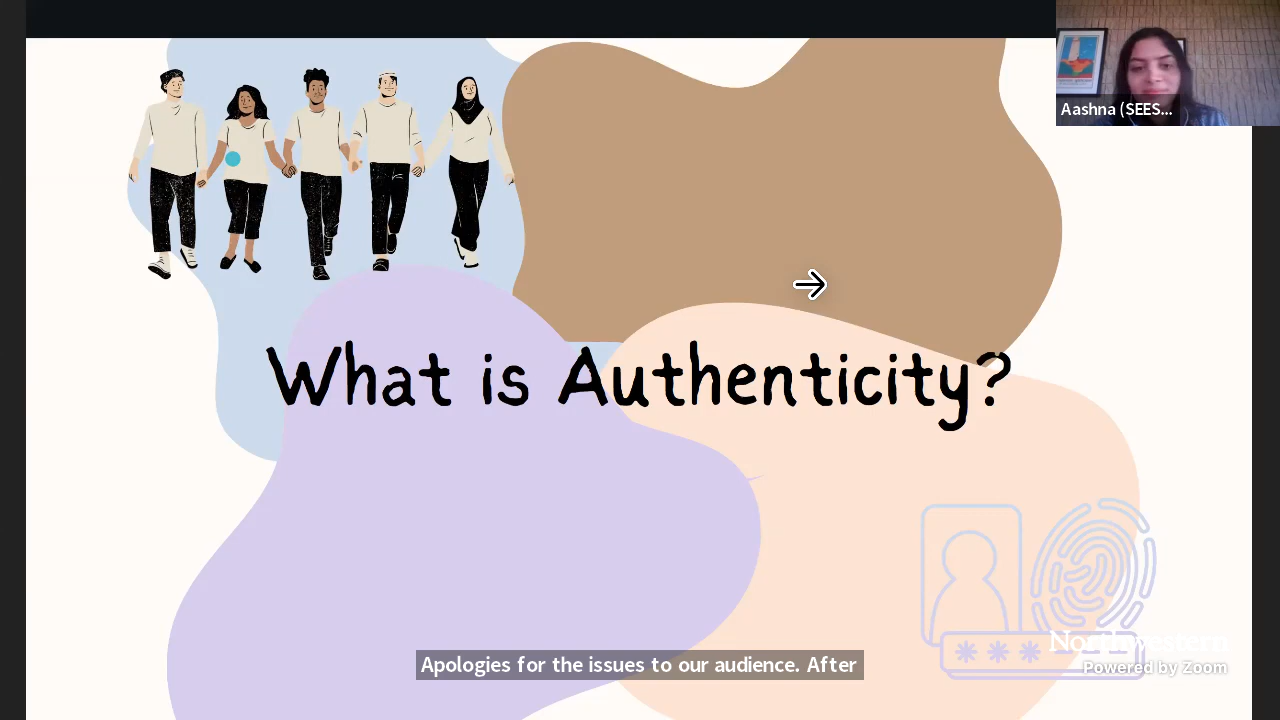 Aashna (SEES...
What is Authenticity?
Northwestern
Powered by Zoom
Apologies for the issues to our audience. After